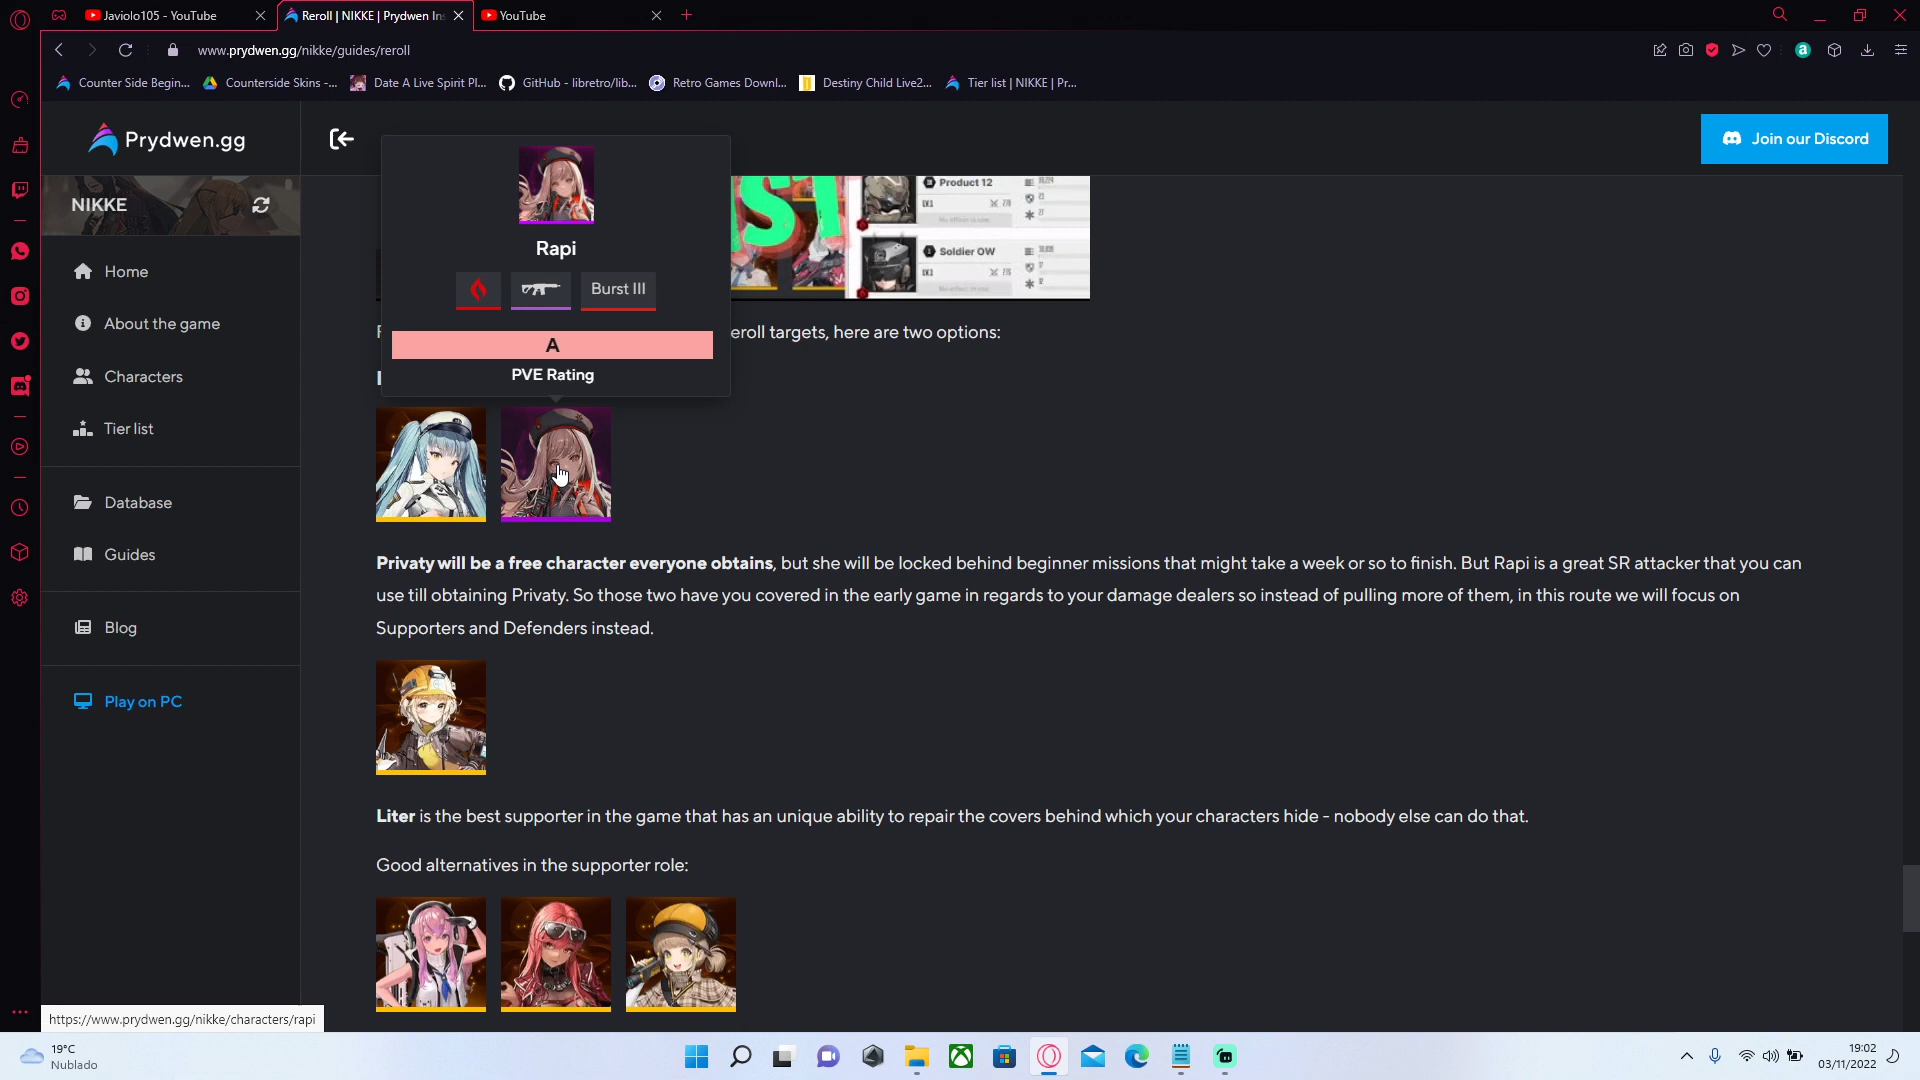 Javiolo105 - YouTube
Reroll | NIKKE | Prydwen In
YouTube
www.prydwen.gg/nikke/guides/reroll
Counter Side Begin...
Counterside Skins -...
Date A Live Spirit Pl...
GitHub - libretro/lib...
Retro Games Downl...
Destiny Child Live2...
Tier list | NIKKE | Pr...
Prydwen.gg
Join our Discord
NIKKE
Home
About the game
Characters
Tier list
Database
Guides
Blog
Play on PC
Rapi
Burst III
A
PVE Rating
Product 12
LV.1
Soldier OW
LV.1
eroll targets, here are two options:
Privaty will be a free character everyone obtains, but she will be locked behind beginner missions that might take a week or so to finish. But Rapi is a great SR attacker that you can
use till obtaining Privaty. So those two have you covered in the early game in regards to your damage dealers so instead of pulling more of them, in this route we will focus on
Supporters and Defenders instead.
Liter is the best supporter in the game that has an unique ability to repair the covers behind which your characters hide - nobody else can do that.
Good alternatives in the supporter role:
https://www.prydwen.gg/nikke/characters/rapi
19°C
Nublado
19:02
03/11/2022